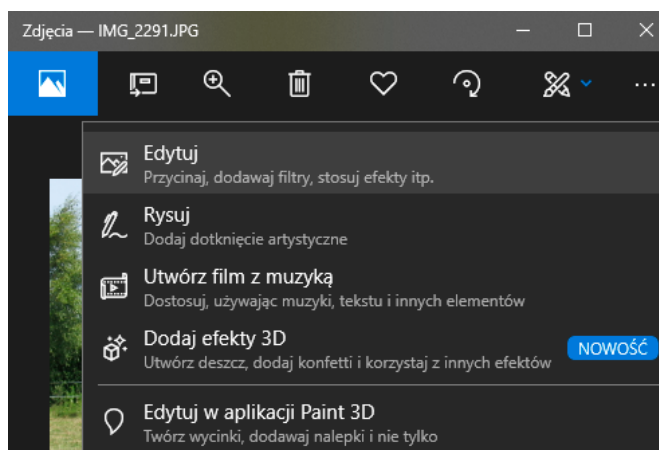 Zdjęcia — IMG_2291.JPG
Edytuj
Przycinaj, dodawaj filtry, stosuj efekty itp.
Rysuj
Dodaj dotknięcie artystyczne
Utwórz film z muzyką
Dostosuj, używając muzyki, tekstu i innych elementów
Dodaj efekty 3D
Utwórz deszcz, dodaj konfetti i korzystaj z innych efektów
NOWOŚĆ
Edytuj w aplikacji Paint 3D
Twórz wycinki, dodawaj nalepki i nie tylko